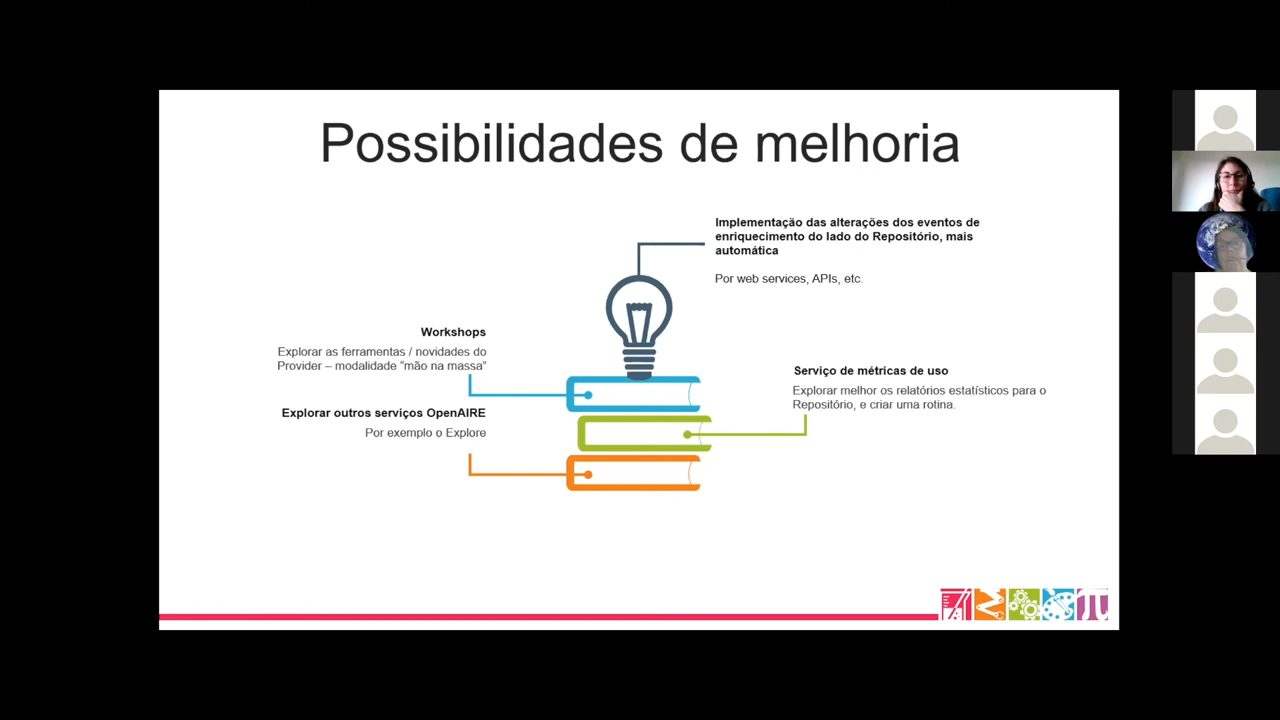 Possibilidades de melhoria
Implementação das alterações dos eventos de
enriquecimento do lado do Repositório, mais
automática
Por web services, APIs, etc.
Workshops
Explorar as ferramentas / novidades do
Provider – modalidade “mão na massa”
Serviço de métricas de uso
Explorar melhor os relatórios estatísticos para o
Repositório, e criar uma rotina.
Explorar outros serviços OpenAIRE
Por exemplo o Explore
π